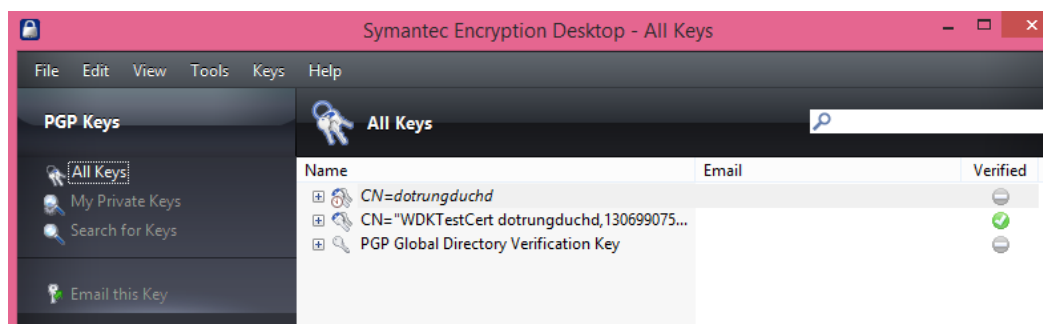 Symantec Encryption Desktop - All Keys
File Edit View Tools Keys Help
PGP Keys
All Keys
All Keys
My Private Keys
Search for Keys
Email this Key
Name Email Verified
CN=dotrungduchd
CN="WDKTestCert dotrungduchd,130699075...
PGP Global Directory Verification Key